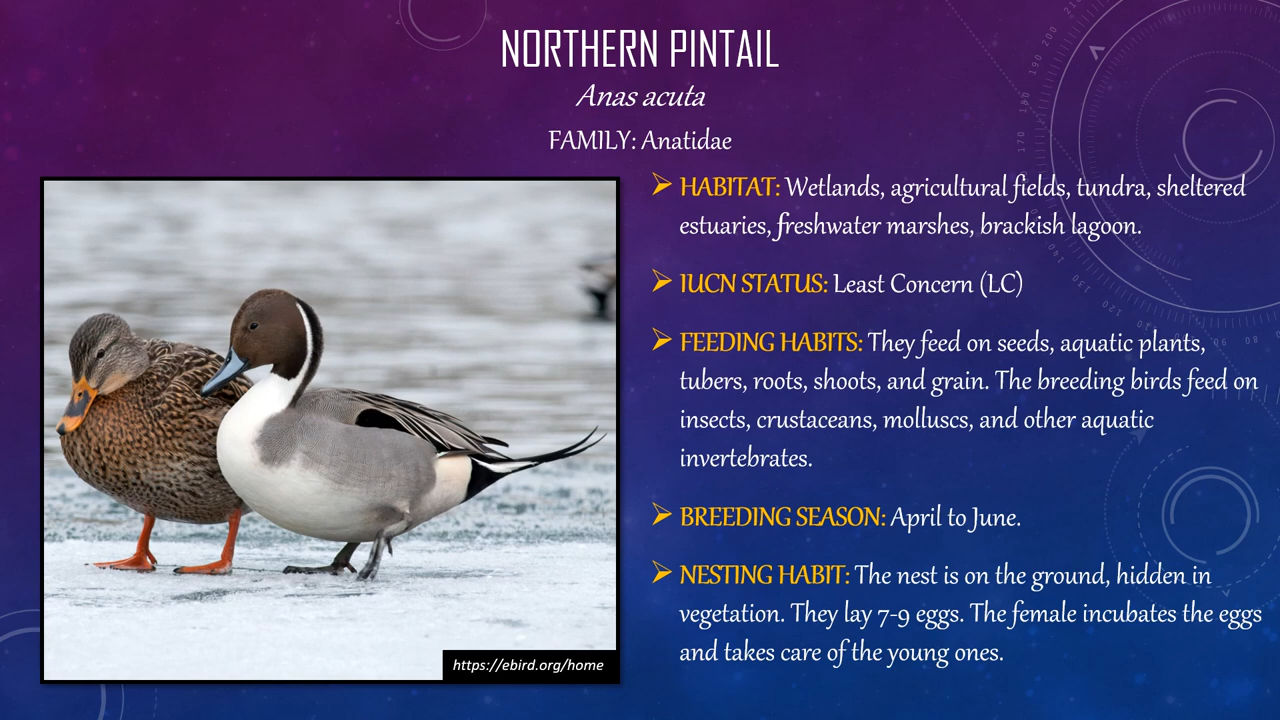 NORTHERN PINTAIL
Anas acuta
FAMILY: Anatidae
➢ HABITAT: Wetlands, agricultural fields, tundra, sheltered
estuaries, freshwater marshes, brackish lagoon.
➢ IUCN STATUS: Least Concern (LC)
➢ FEEDING HABITS: They feed on seeds, aquatic plants,
tubers, roots, shoots, and grain. The breeding birds feed on
insects, crustaceans, molluscs, and other aquatic
invertebrates.
➢ BREEDING SEASON: April to June.
➢ NESTING HABIT: The nest is on the ground, hidden in
vegetation. They lay 7-9 eggs. The female incubates the eggs
and takes care of the young ones.
https://ebird.org/home